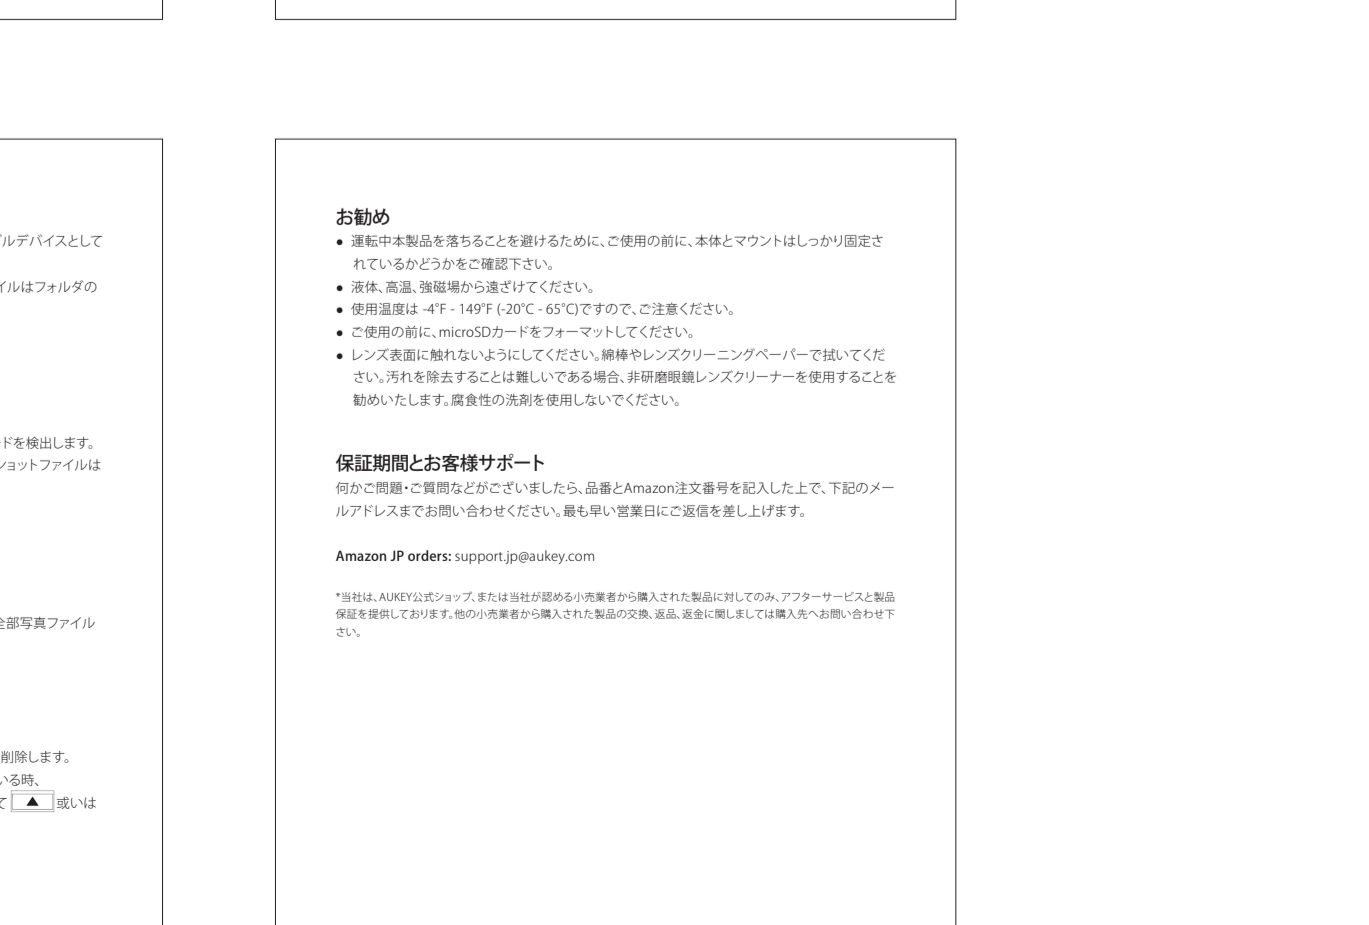 ルデバイスとして
イルはフォルダの
ドを検出します。
ショットファイルは
全部写真ファイル
削除します。
いる時、
て ▲ 或いは
お勧め
● 運転中本製品を落ちることを避けるために、ご使用の前に、本体とマウントはしっかり固定さ
れているかどうかをご確認下さい。
● 液体、高温、強磁場から遠ざけてください。
● 使用温度は -4°F - 149°F (-20°C - 65°C)ですので、ご注意ください。
● ご使用の前に、microSDカードをフォーマットしてください。
● レンズ表面に触れないようにしてください。綿棒やレンズクリーニングペーパーで拭いてくだ
さい。汚れを除去することは難しいである場合、非研磨眼鏡レンズクリーナーを使用することを
勧めいたします。腐食性の洗剤を使用しないでください。
保証期間とお客様サポート
何かご問題・ご質問などがございましたら、品番とAmazon注文番号を記入した上で、下記のメー
ルアドレスまでお問い合わせください。最も早い営業日にご返信を差し上げます。
Amazon JP orders: support.jp@aukey.com
*当社は、AUKEY公式ショップ、または当社が認める小売業者から購入された製品に対してのみ、アフターサービスと製品
保証を提供しております。他の小売業者から購入された製品の交換、返品、返金に関しましては購入先へお問い合わせ下
さい。